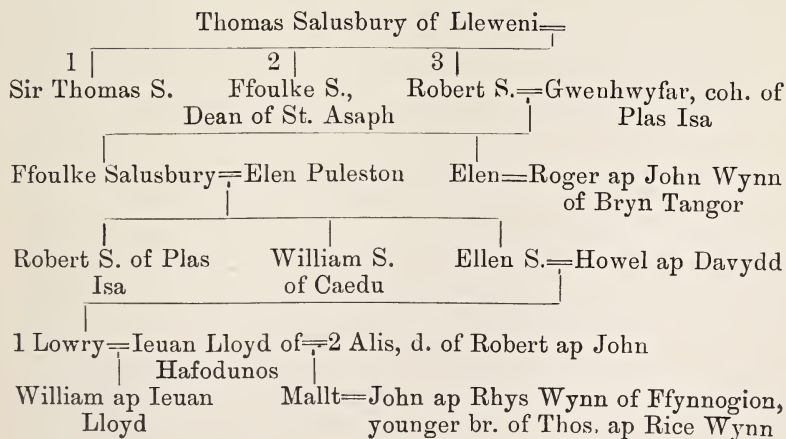 Thomas Salusbury of Lleweni=
1 2 3
Sir Thomas S. Ffoulke S., Robert S.=Gwenhwyfar, coh. of
Dean of St. Asaph Plas Isa
Ffoulke Salusbury=Elen Puleston Elen=Roger ap John Wynn
of Bryn Tangor
Robert S. of Plas William S. Ellen S.=Howel ap Davydd
Isa of Caedu
1 Lowry=Ieuan Lloyd of=2 Alis, d. of Robert ap John
Hafodunos
William ap Ieuan Mallt=John ap Rhys Wynn of Ffynnogion,
Lloyd younger br. of Thos. ap Rice Wynn